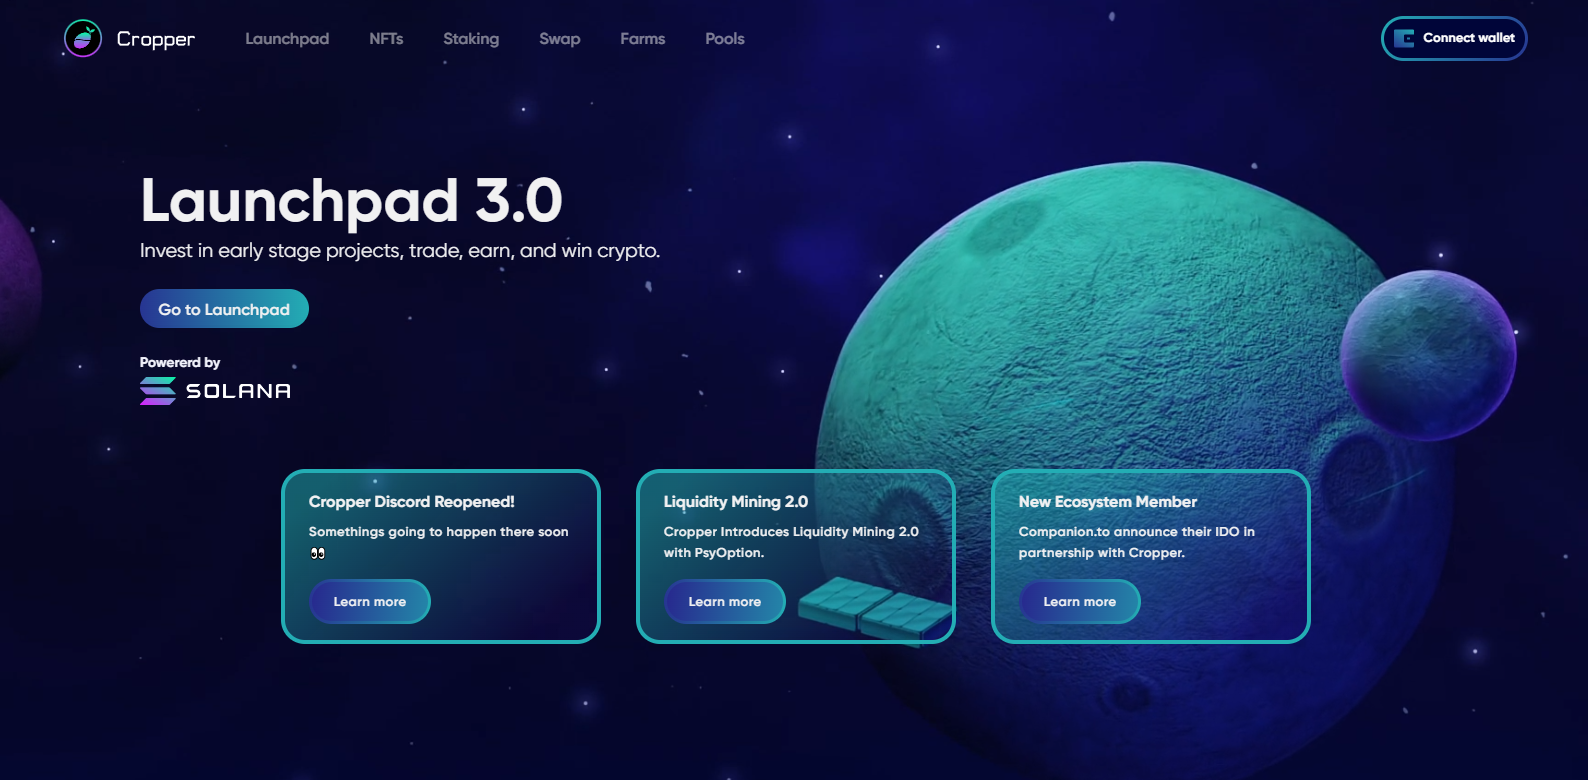 Cropper
Launchpad
NFTs
Staking
Swap
Farms
Pools
Connect wallet
Launchpad 3.0
Invest in early stage projects, trade, earn, and win crypto.
Go to Launchpad
Powererd by
SOLANA
Cropper Discord Reopened!
Somethings going to happen there soon
👀
Learn more
Liquidity Mining 2.0
Cropper Introduces Liquidity Mining 2.0
with PsyOption.
Learn more
New Ecosystem Member
Companion.to announce their IDO in
partnership with Cropper.
Learn more